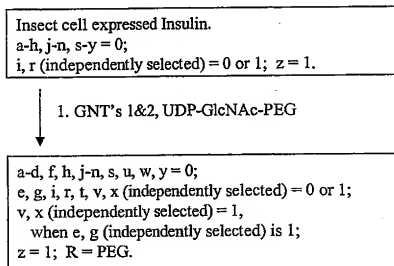 Insect cell expressed Insulin.
a-h, j-n, s-y = 0;
i, r (independently selected) = 0 or 1; z = 1.
1. GNT's 1&2, UDP-GlcNAc-PEG
a-d, f, h, j-n, s, u, w, y = 0;
e, g, i, r, t, v, x (independently selected) = 0 or 1;
v, x (independently selected) = 1,
when e, g (independently selected) is 1;
z = 1; R = PEG.